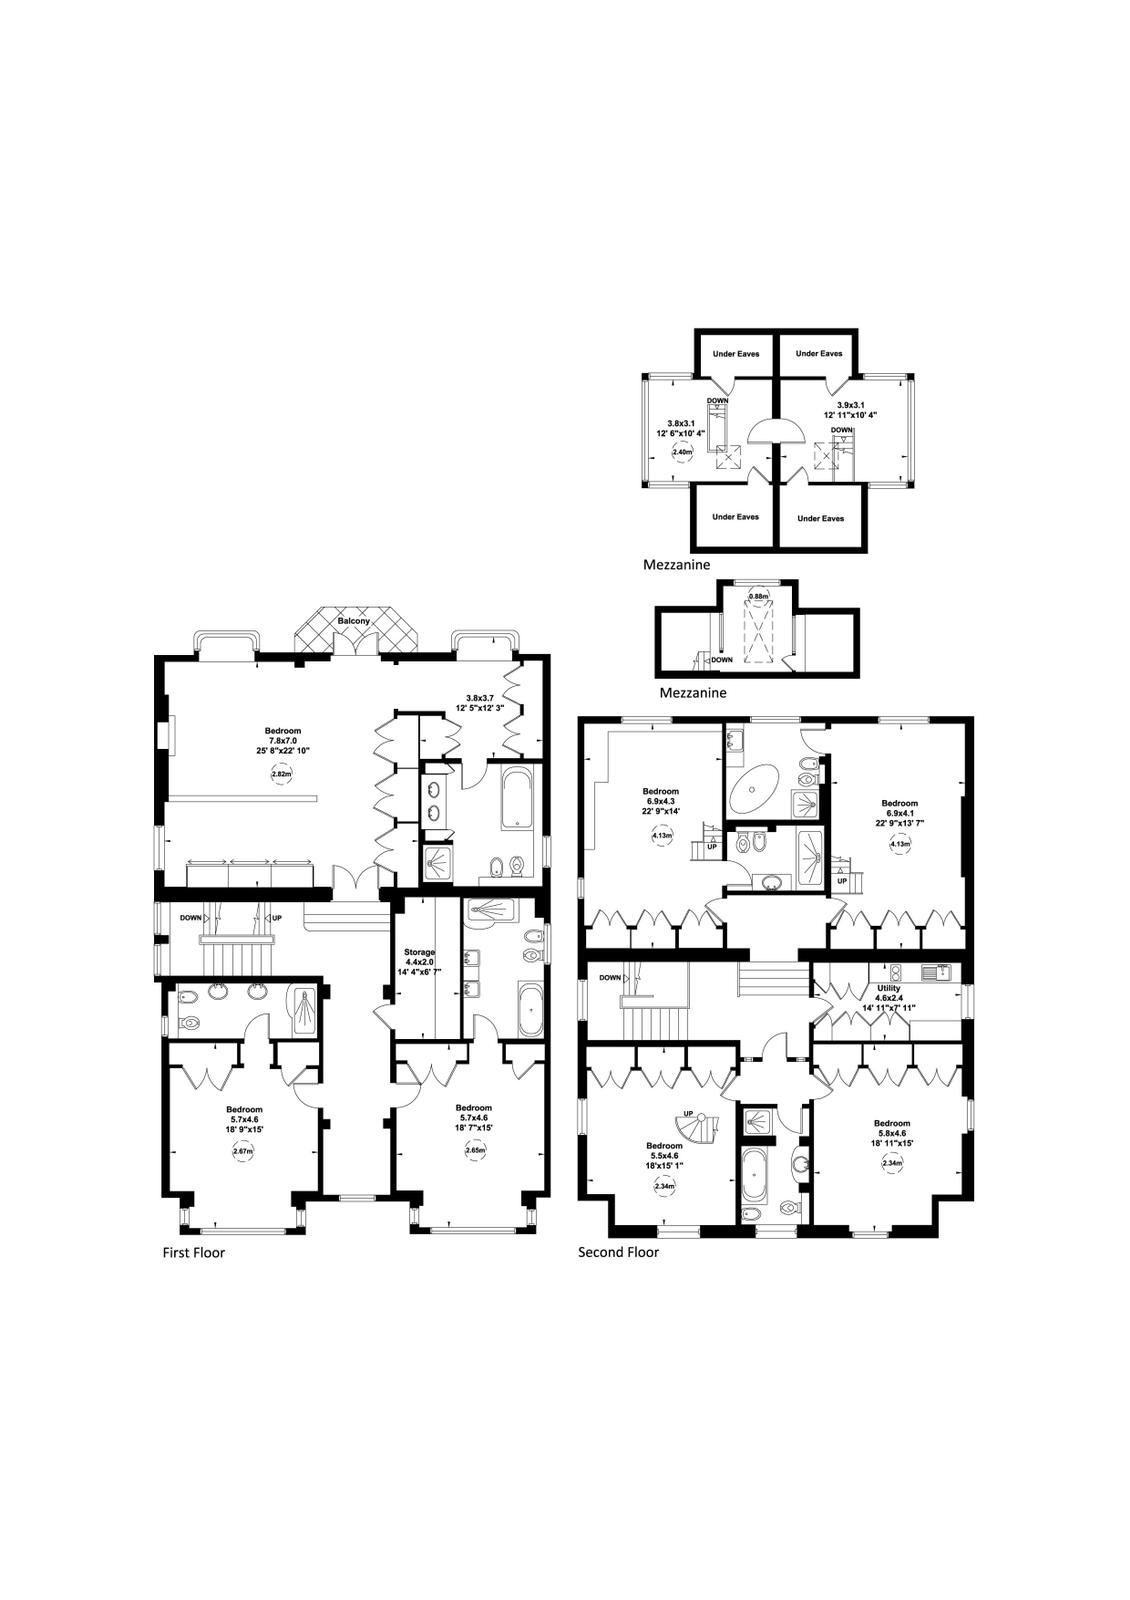 Under Eaves
Under Eaves
DOWN
3.8x3.1
12' 6"x10' 4"
2.40m
3.9x3.1
12' 11"x10' 4"
DOWN
Under Eaves
Under Eaves
Mezzanine
0.88m
DOWN
Mezzanine
Balcony
Bedroom
7.8x7.0
25' 8"x22' 10"
2.82m
3.8x3.7
12' 5"x12' 3"
DOWN
UP
Storage
4.4x2.0
14' 4"x6' 7"
Bedroom
5.7x4.6
18' 9"x15'
2.67m
Bedroom
5.7x4.6
18' 7"x15'
2.65m
First Floor
Bedroom
6.9x4.3
22' 9"x14'
4.13m
UP
Bedroom
6.9x4.1
22' 9"x13' 7"
4.13m
UP
DOWN
Utility
4.6x2.4
14' 11"x7' 11"
UP
Bedroom
5.5x4.6
18'x15' 1"
2.34m
Bedroom
5.8x4.6
18' 11"x15'
2.34m
Second Floor